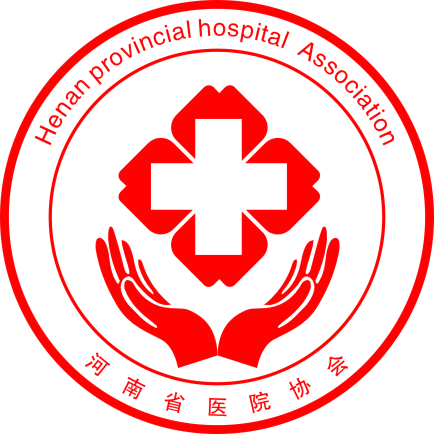 Henan provincial hospital Association
河南省医院协会